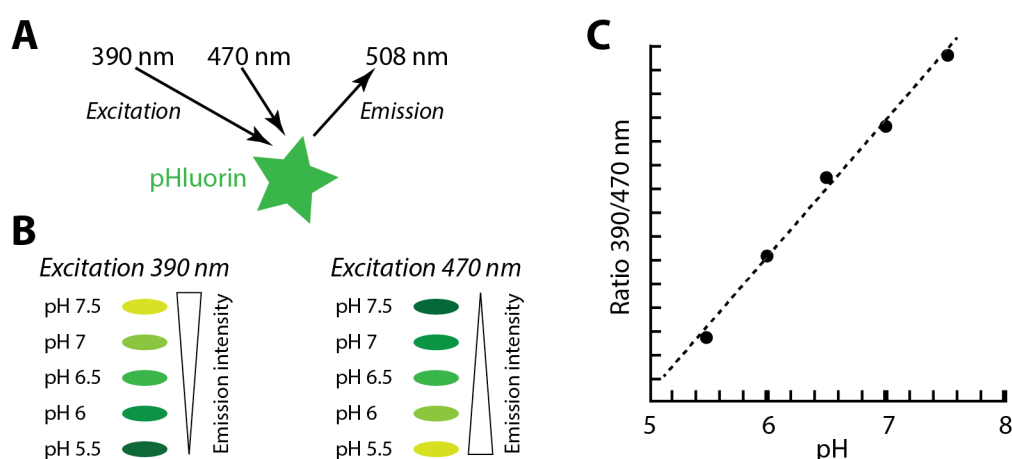 A
390 nm 470 nm 508 nm
Excitation Emission
pHluorin
B
Excitation 390 nm
pH 7.5
pH 7
pH 6.5
pH 6
pH 5.5
Emission intensity
Excitation 470 nm
pH 7.5
pH 7
pH 6.5
pH 6
pH 5.5
Emission intensity
C
Ratio 390/470 nm
5 6 7 8
pH